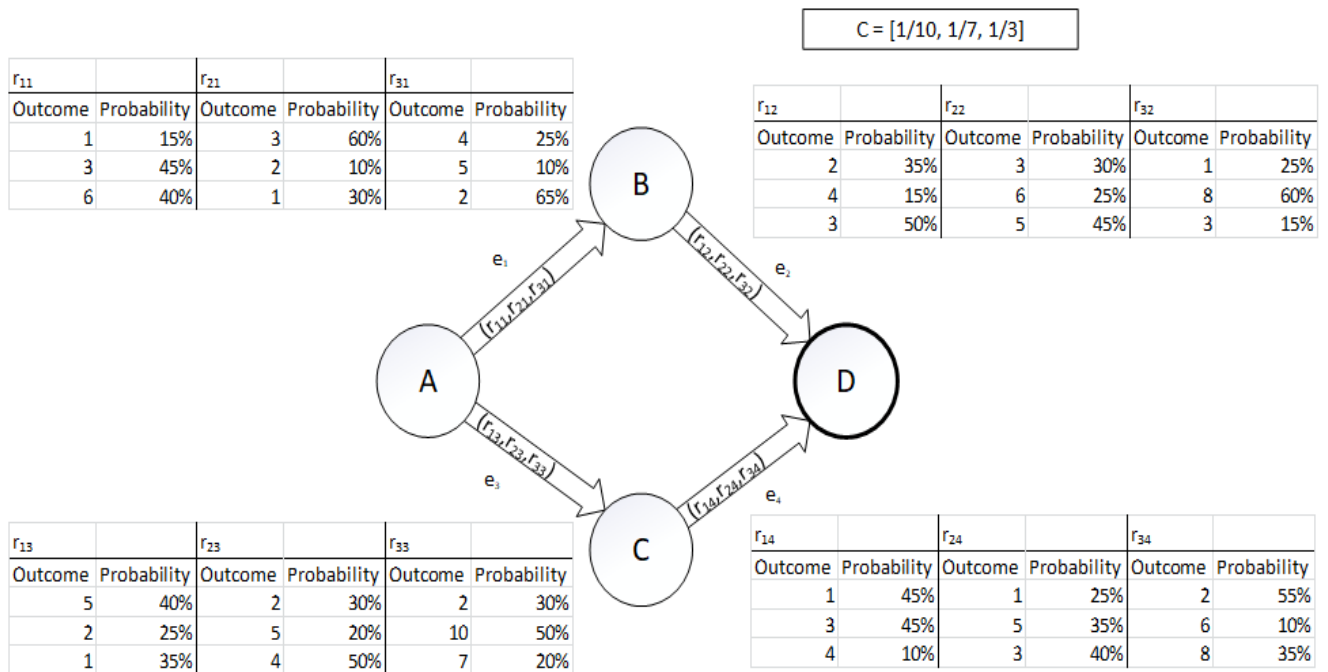 C = [1/10, 1/7, 1/3]
r₁₁ r₂₁ r₃₁
Outcome Probability Outcome Probability Outcome Probability
1 15% 3 60% 4 25%
3 45% 2 10% 5 10%
6 40% 1 30% 2 65%
r₁₂ r₂₂ r₃₂
Outcome Probability Outcome Probability Outcome Probability
2 35% 3 30% 1 25%
4 15% 6 25% 8 60%
3 50% 5 45% 3 15%
B
e₁
(r₁₁,r₂₁,r₃₁)
(r₁₂,r₂₂,r₃₂)
e₂
A
D
(r₁₃,r₂₃,r₃₃)
e₃
(r₁₄,r₂₄,r₃₄)
e₄
C
r₁₃ r₂₃ r₃₃
Outcome Probability Outcome Probability Outcome Probability
5 40% 2 30% 2 30%
2 25% 5 20% 10 50%
1 35% 4 50% 7 20%
r₁₄ r₂₄ r₃₄
Outcome Probability Outcome Probability Outcome Probability
1 45% 1 25% 2 55%
3 45% 5 35% 6 10%
4 10% 3 40% 8 35%